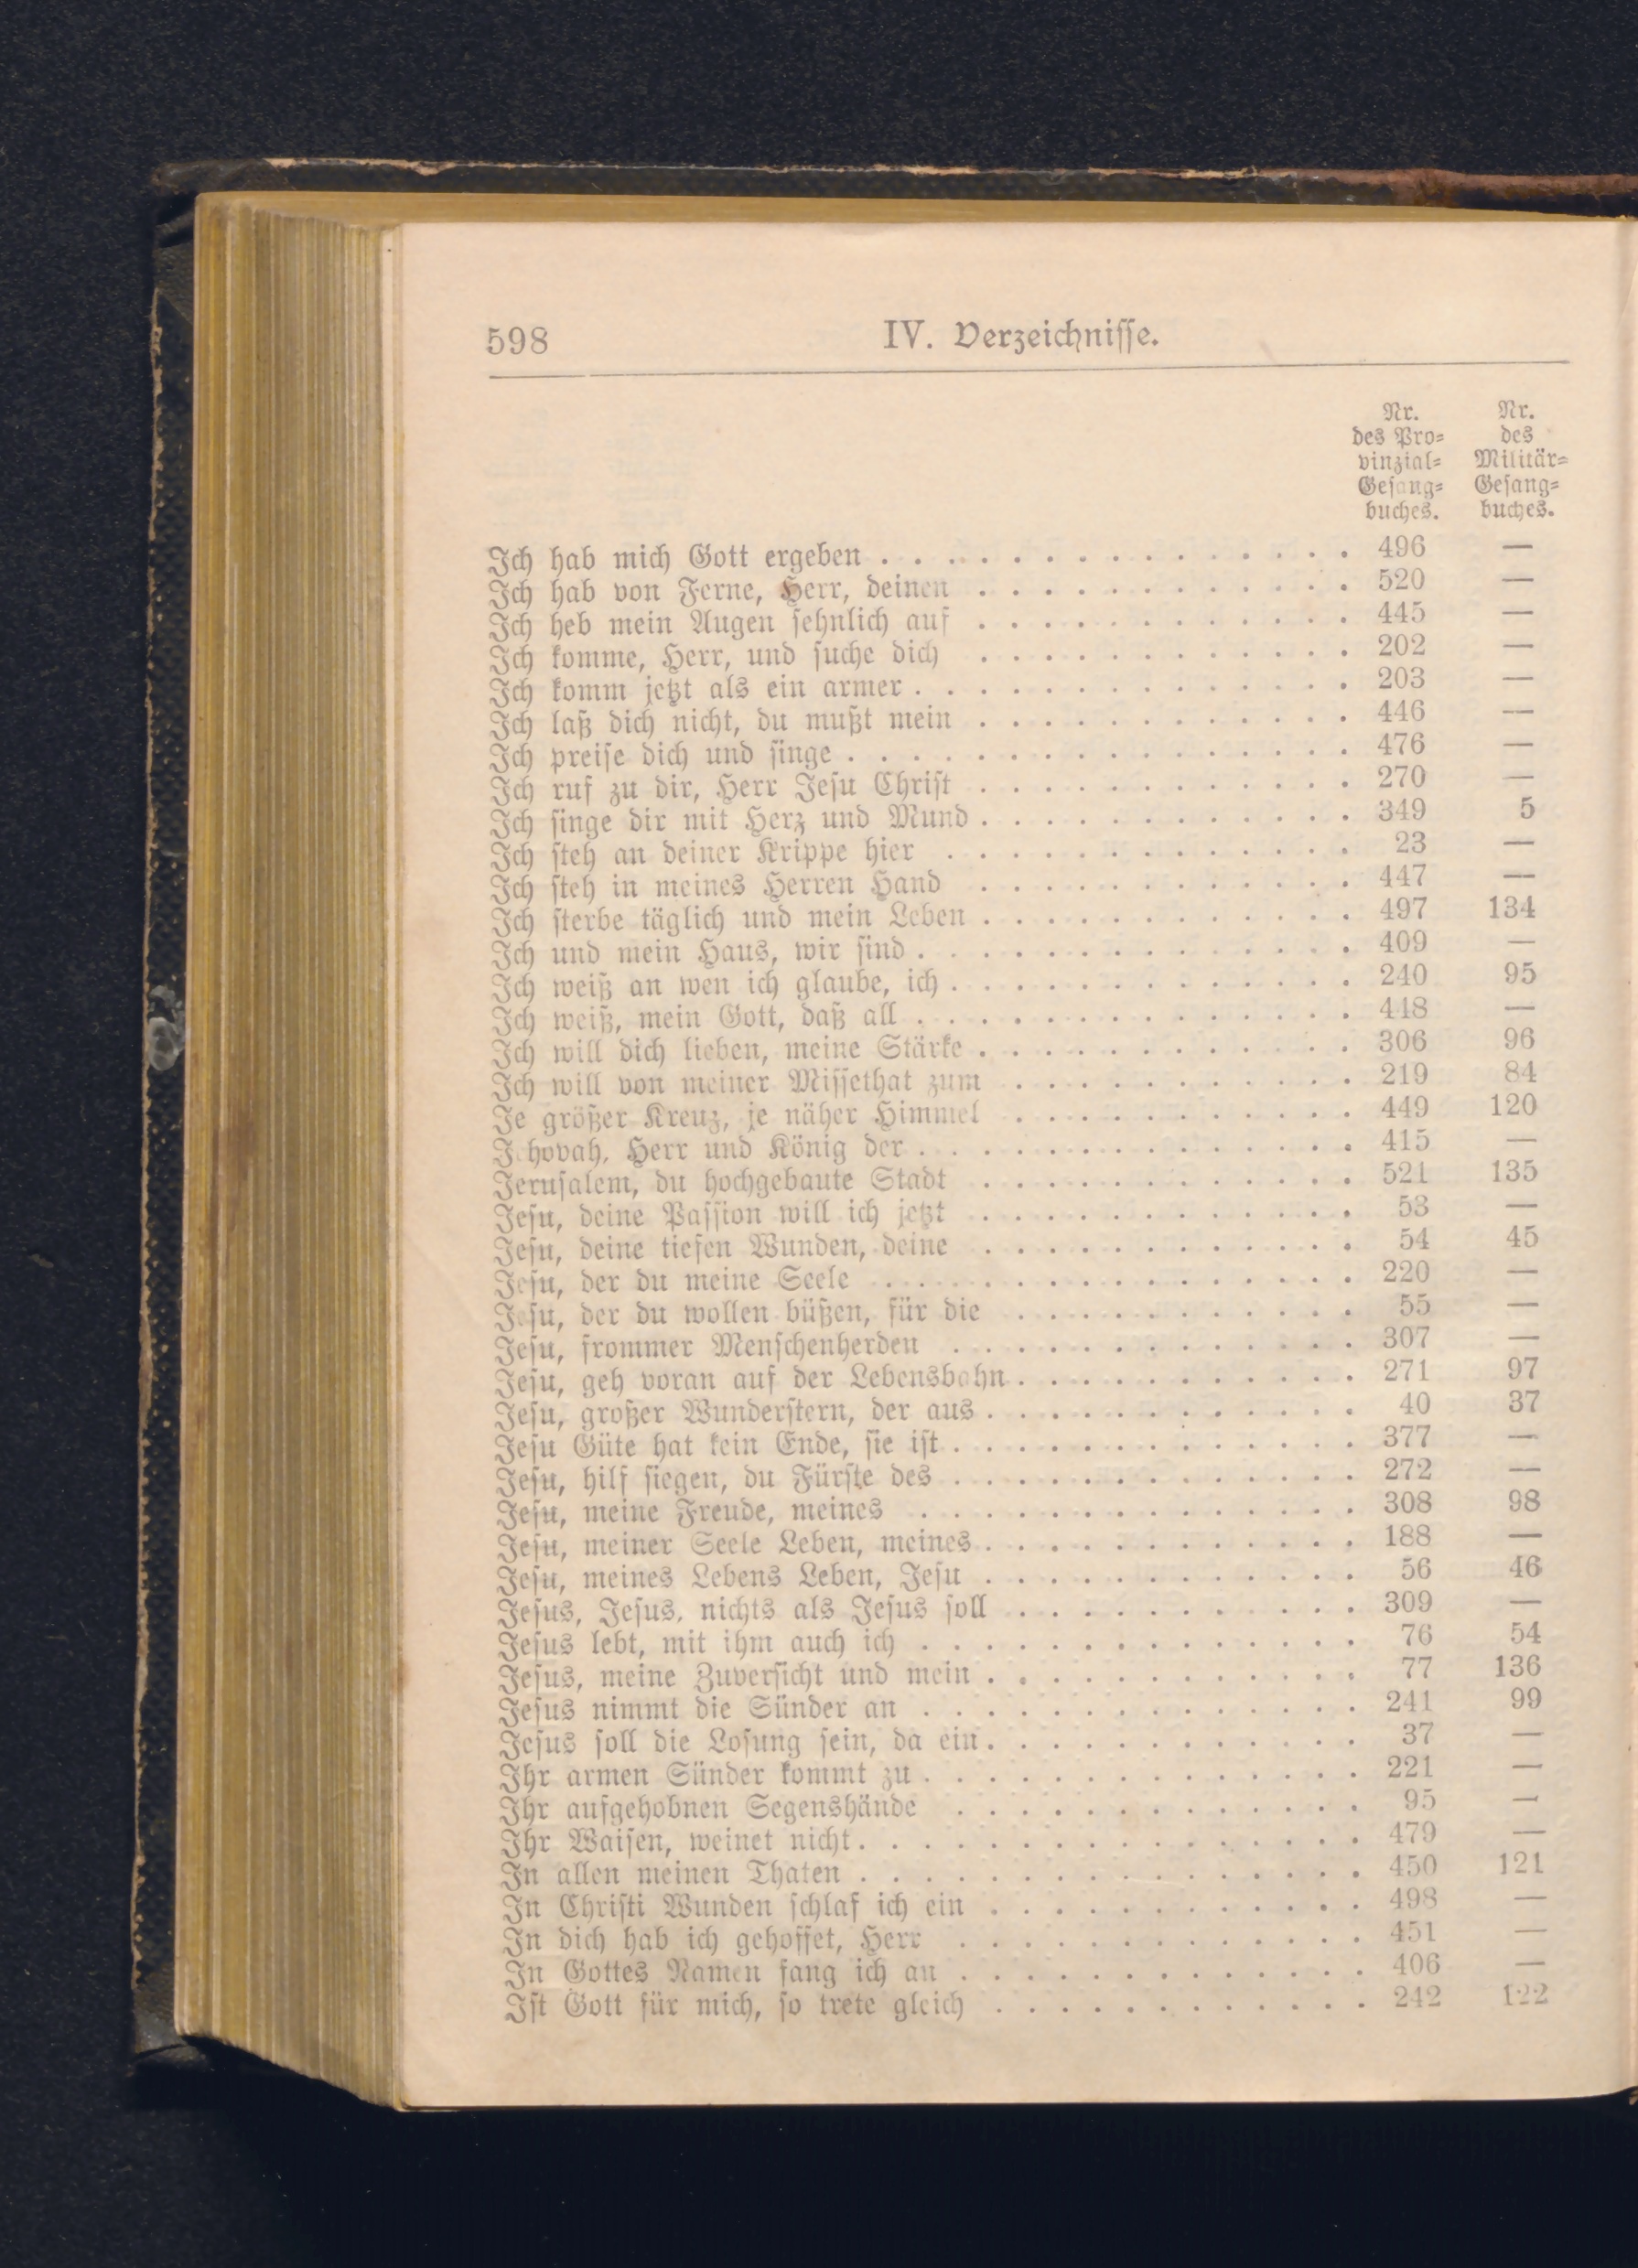 598
IV. Verzeichnisse.
Nr. des Pro- vinzial- Gesang- buches.
Nr. des Militär- Gesang- buches.
Ich hab mich Gott ergeben . . . . . . . . . . . . . . . 496 —
Ich hab von Ferne, Herr, deinen . . . . . . . . . . . . 520 —
Ich heb mein Augen sehnlich auf . . . . . . . . . . . . 445 —
Ich komme, Herr, und suche dich . . . . . . . . . . . . 202 —
Ich komm jetzt als ein armer . . . . . . . . . . . . . . 203 —
Ich laß dich nicht, du mußt mein . . . . . . . . . . . . 446 —
Ich preise dich und singe . . . . . . . . . . . . . . . . 476 —
Ich ruf zu dir, Herr Jesu Christ . . . . . . . . . . . . 270 —
Ich singe dir mit Herz und Mund . . . . . . . . . . . . 349 5
Ich steh an deiner Krippe hier . . . . . . . . . . . . . 23 —
Ich steh in meines Herren Hand . . . . . . . . . . . . 447 —
Ich sterbe täglich und mein Leben . . . . . . . . . . . . 497 134
Ich und mein Haus, wir sind . . . . . . . . . . . . . . 409 —
Ich weiß an wen ich glaube, ich . . . . . . . . . . . . . 240 95
Ich weiß, mein Gott, daß all . . . . . . . . . . . . . . 448 —
Ich will dich lieben, meine Stärke . . . . . . . . . . . . 306 96
Ich will von meiner Missethat zum . . . . . . . . . . . 219 84
Je größer Kreuz, je näher Himmel . . . . . . . . . . . 449 120
Jehovah, Herr und König der . . . . . . . . . . . . . . 415 —
Jerusalem, du hochgebaute Stadt . . . . . . . . . . . . 521 135
Jesu, deine Passion will ich jetzt . . . . . . . . . . . . 53 —
Jesu, deine tiefen Wunden, deine . . . . . . . . . . . . 54 45
Jesu, der du meine Seele . . . . . . . . . . . . . . . 220 —
Jesu, der du wollen büßen, für die . . . . . . . . . . . 55 —
Jesu, frommer Menschenherden . . . . . . . . . . . . . 307 —
Jesu, geh voran auf der Lebensbahn . . . . . . . . . . . 271 97
Jesu, großer Wunderstern, der aus . . . . . . . . . . . . 40 37
Jesu Güte hat kein Ende, sie ist . . . . . . . . . . . . . 377 —
Jesu, hilf siegen, du Fürste des . . . . . . . . . . . . . 272 —
Jesu, meine Freude, meines . . . . . . . . . . . . . . 308 98
Jesu, meiner Seele Leben, meines . . . . . . . . . . . . 188 —
Jesu, meines Lebens Leben, Jesu . . . . . . . . . . . . 56 46
Jesus, Jesus, nichts als Jesus soll . . . . . . . . . . . 309 —
Jesus lebt, mit ihm auch ich . . . . . . . . . . . . . . 76 54
Jesus, meine Zuversicht und mein . . . . . . . . . . . . 77 136
Jesus nimmt die Sünder an . . . . . . . . . . . . . . 241 99
Jesus soll die Losung sein, da ein . . . . . . . . . . . . 37 —
Ihr armen Sünder kommt zu . . . . . . . . . . . . . . 221 —
Ihr aufgehobnen Segenshände . . . . . . . . . . . . . 95 —
Ihr Waisen, weinet nicht . . . . . . . . . . . . . . . . 479 —
In allen meinen Thaten . . . . . . . . . . . . . . . . 450 121
In Christi Wunden schlaf ich ein . . . . . . . . . . . . 498 —
In dich hab ich gehoffet, Herr . . . . . . . . . . . . . 451 —
In Gottes Namen fang ich an . . . . . . . . . . . . . 406 —
Ist Gott für mich, so trete gleich . . . . . . . . . . . . 242 122